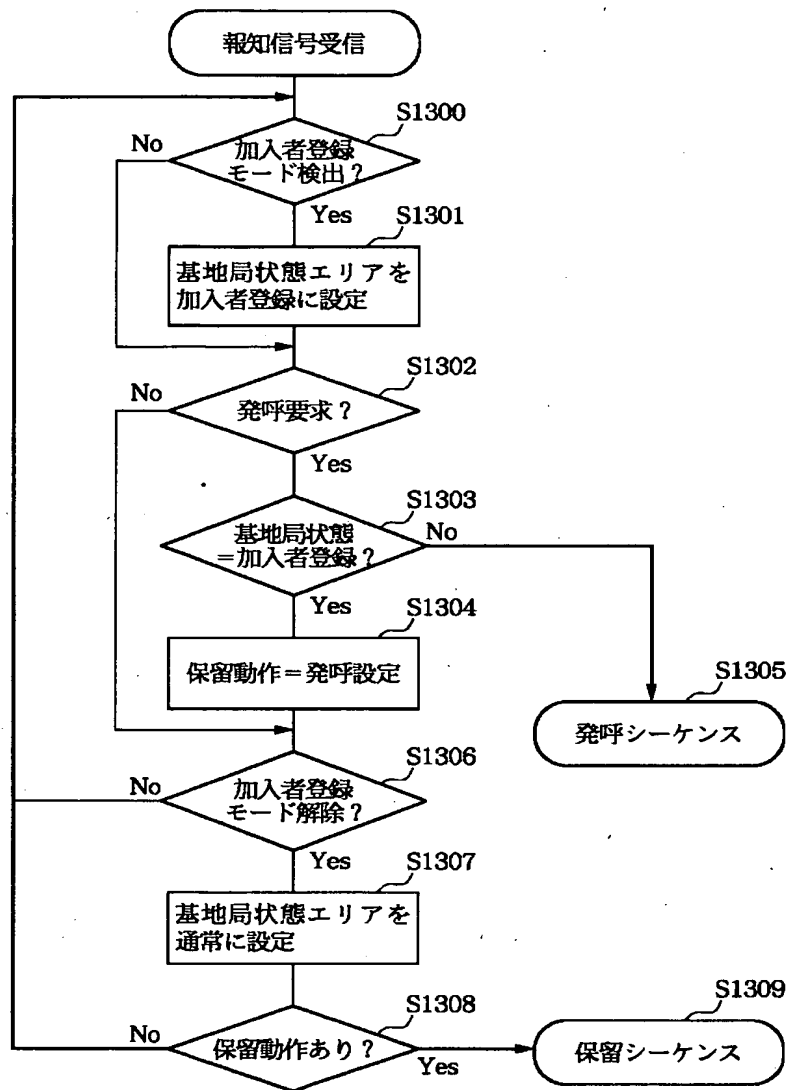 報知信号受信
S1300
No
加入者登録
モード検出？
Yes
S1301
基地局状態エリアを
加入者登録に設定
S1302
No
発呼要求？
Yes
S1303
基地局状態
＝加入者登録？
No
Yes
S1304
保留動作＝発呼設定
S1305
発呼シーケンス
S1306
No
加入者登録
モード解除？
Yes
S1307
基地局状態エリアを
通常に設定
S1308
No
保留動作あり？
Yes
S1309
保留シーケンス